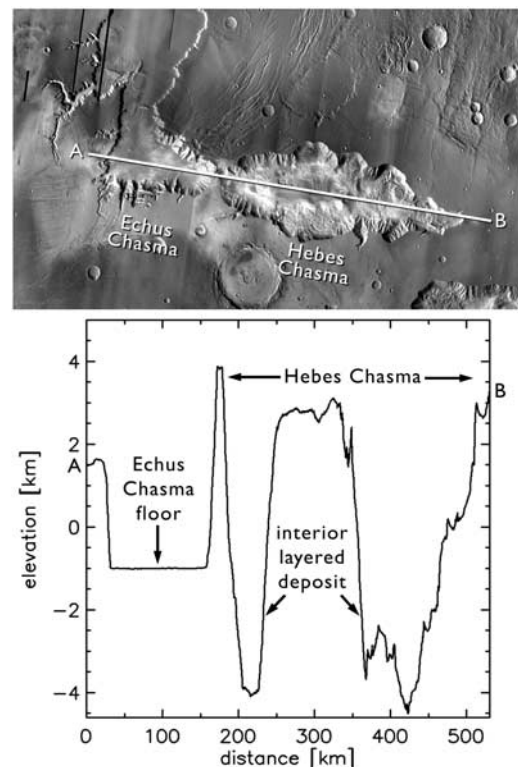 A
B
Echus
Chasma
Hebes
Chasma
4
2
0
-2
-4
elevation [km]
A
B
Hebes Chasma
Echus
Chasma
floor
interior
layered
deposit
0
100
200
300
400
500
distance [km]